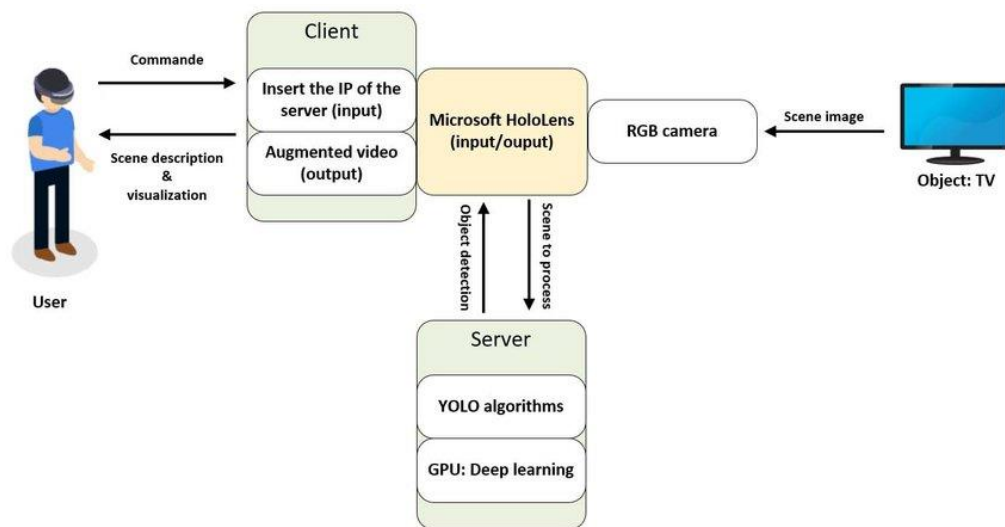 Client
Commande
Insert the IP of the
server (input)
Augmented video
(output)
Scene description
&
visualization
User
Microsoft HoloLens
(input/ouput)
RGB camera
Scene image
Object: TV
Object detection
Scene to process
Server
YOLO algorithms
GPU: Deep learning